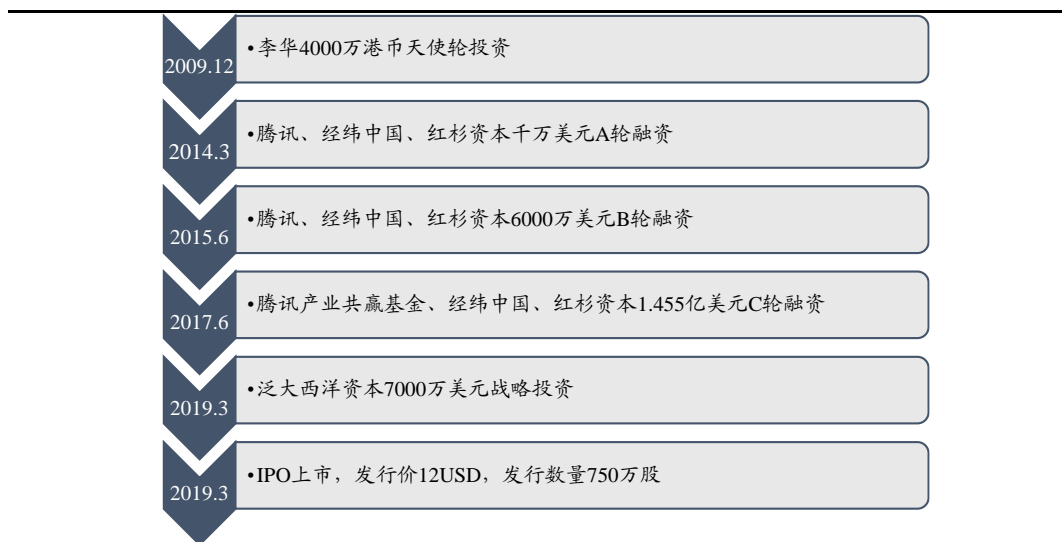 2009.12
•李华4000万港币天使轮投资
2014.3
•腾讯、经纬中国、红杉资本千万美元A轮融资
2015.6
•腾讯、经纬中国、红杉资本6000万美元B轮融资
2017.6
•腾讯产业共赢基金、经纬中国、红杉资本1.455亿美元C轮融资
2019.3
•泛大西洋资本7000万美元战略投资
2019.3
•IPO上市，发行价12USD，发行数量750万股